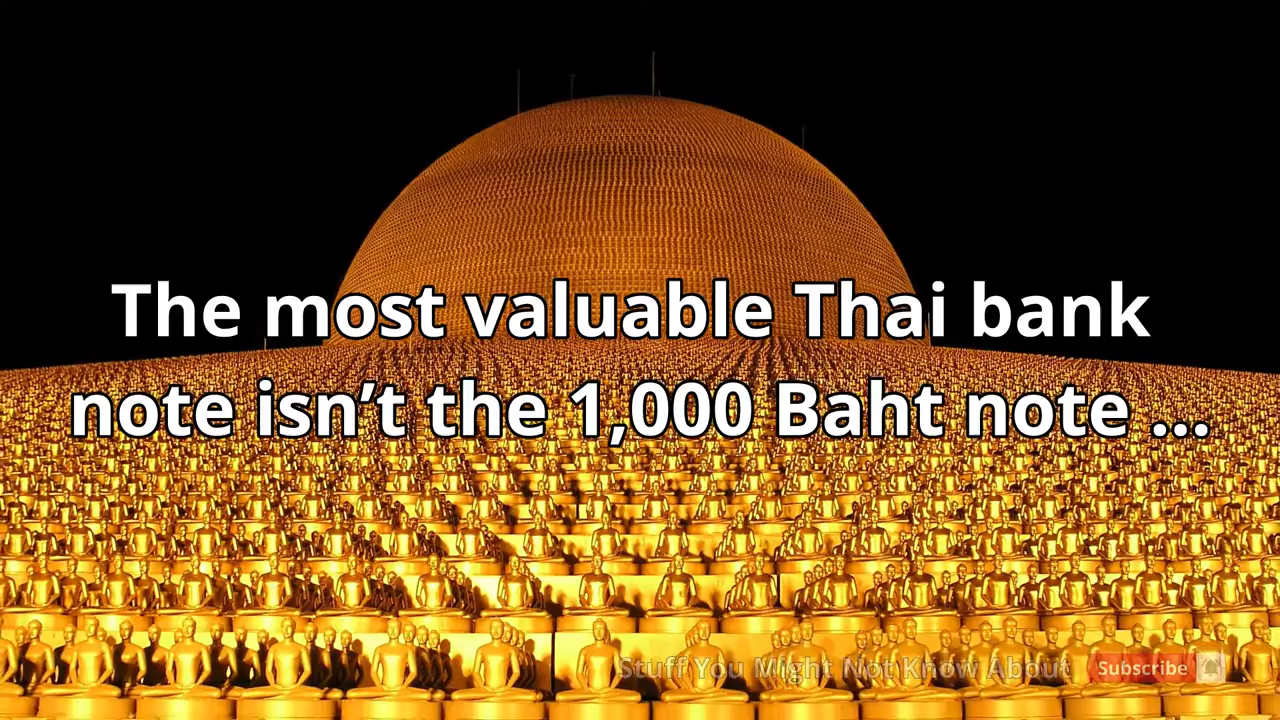 The most valuable Thai bank
note isn’t the 1,000 Baht note ...
Stuff You Might Not Know About
Subscribe